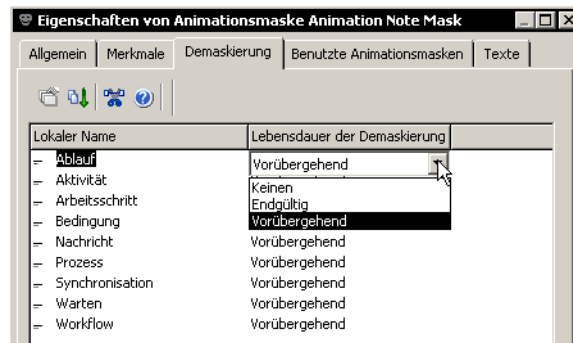 Eigenschaften von Animationsmaske Animation Note Mask
Allgemein Merkmale Demaskierung Benutzte Animationsmasken Texte
Lokaler Name Lebensdauer der Demaskierung
Ablauf Vorübergehend
Aktivität Keinen
Arbeitsschritt Endgültig
Bedingung Vorübergehend
Nachricht Vorübergehend
Prozess Vorübergehend
Synchronisation Vorübergehend
Warten Vorübergehend
Workflow Vorübergehend